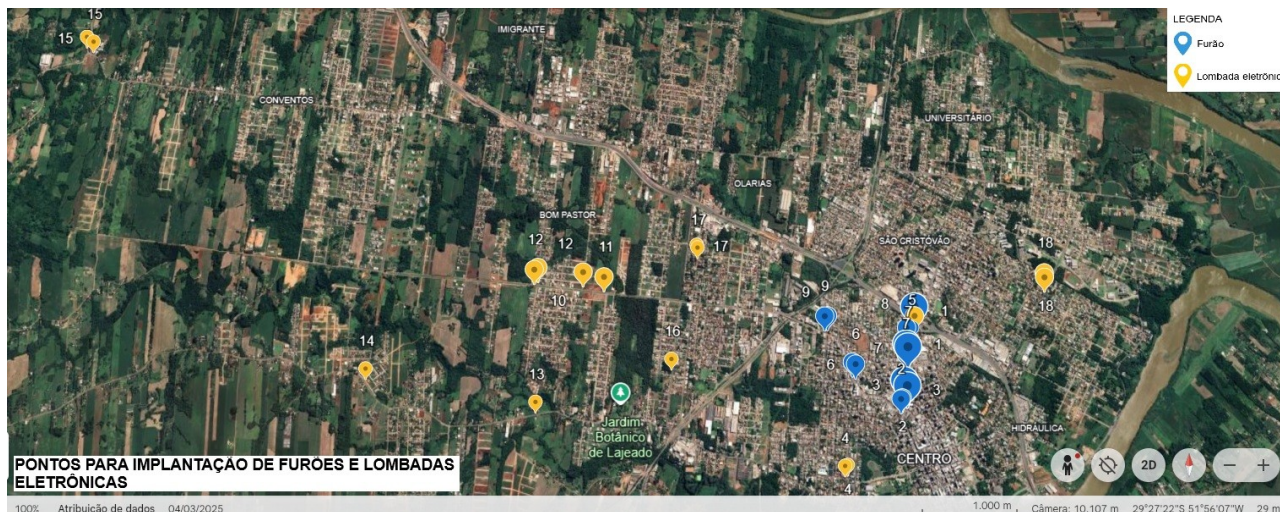 15
15
IMIGRANTE
LEGENDA
Furão
Lombada eletrônic
CONVENTOS
UNIVERSITÁRIO
OLARIAS
BOM PASTOR
17
17
12
12
11
SÃO CRISTÓVÃO
18
10
18
9
9
8
5
1
7
7
6
6
7
1
2
3
3
2
16
14
13
Jardim
Botânico
de Lajeado
HIDRÁULICA
4
4
CENTRO
PONTOS PARA IMPLANTAÇÃO DE FURÕES E LOMBADAS
ELETRÔNICAS
2D
100% Atribuição de dados 04/03/2025 1.000 m Câmera: 10.107 m 29°27'22"S 51°56'07"W 29 m